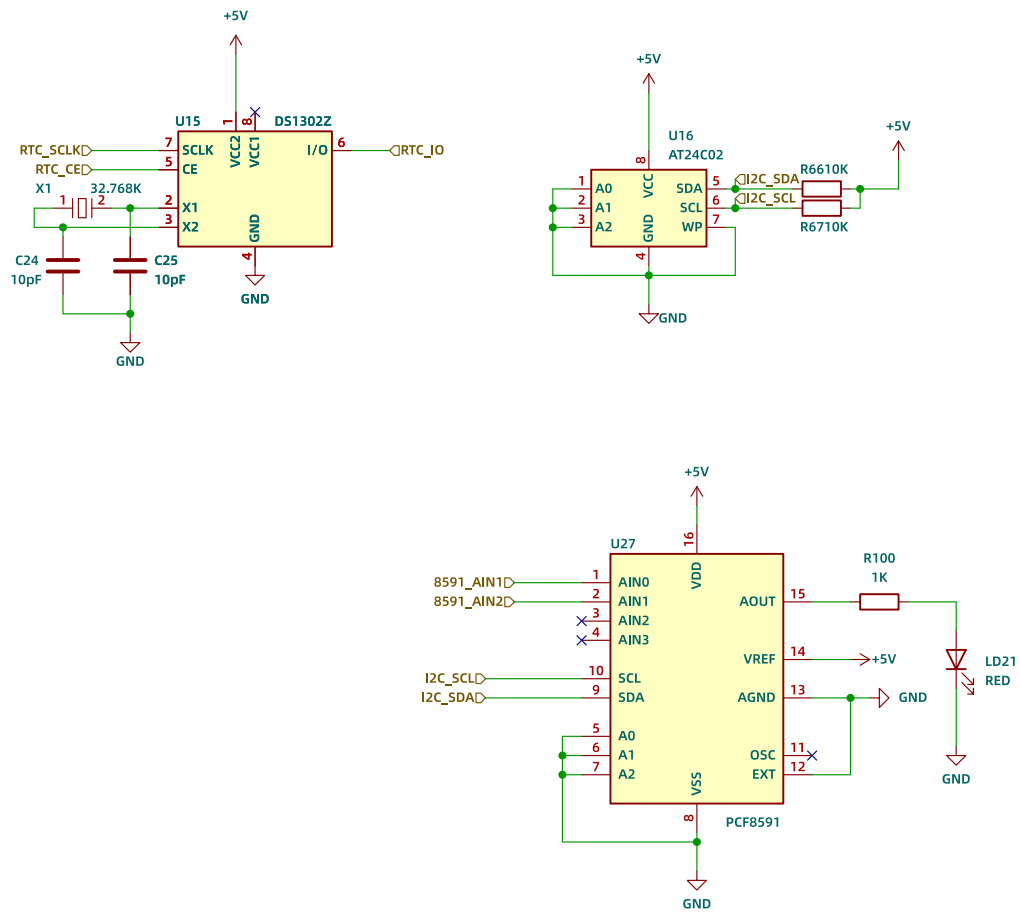 +5V
U15
DS1302Z
1
8
VCC2
VCC1
RTC_SCLK
7
SCLK
I/O
6
RTC_IO
RTC_CE
5
CE
X1
32.768K
1
2
2
X1
3
X2
GND
4
C24
10pF
C25
10pF
GND
GND
+5V
U16
AT24C02
8
VCC
+5V
1
A0
SDA
5
I2C_SDA
R6610K
2
A1
SCL
6
I2C_SCL
R6710K
3
A2
GND
WP
7
4
GND
+5V
U27
16
VDD
R100
1K
8591_AIN1
1
AIN0
8591_AIN2
2
AIN1
AOUT
15
3
AIN2
4
AIN3
VREF
14
+5V
LD21
RED
I2C_SCL
10
SCL
I2C_SDA
9
SDA
AGND
13
GND
5
A0
6
A1
OSC
11
7
A2
EXT
12
GND
VSS
8
PCF8591
GND